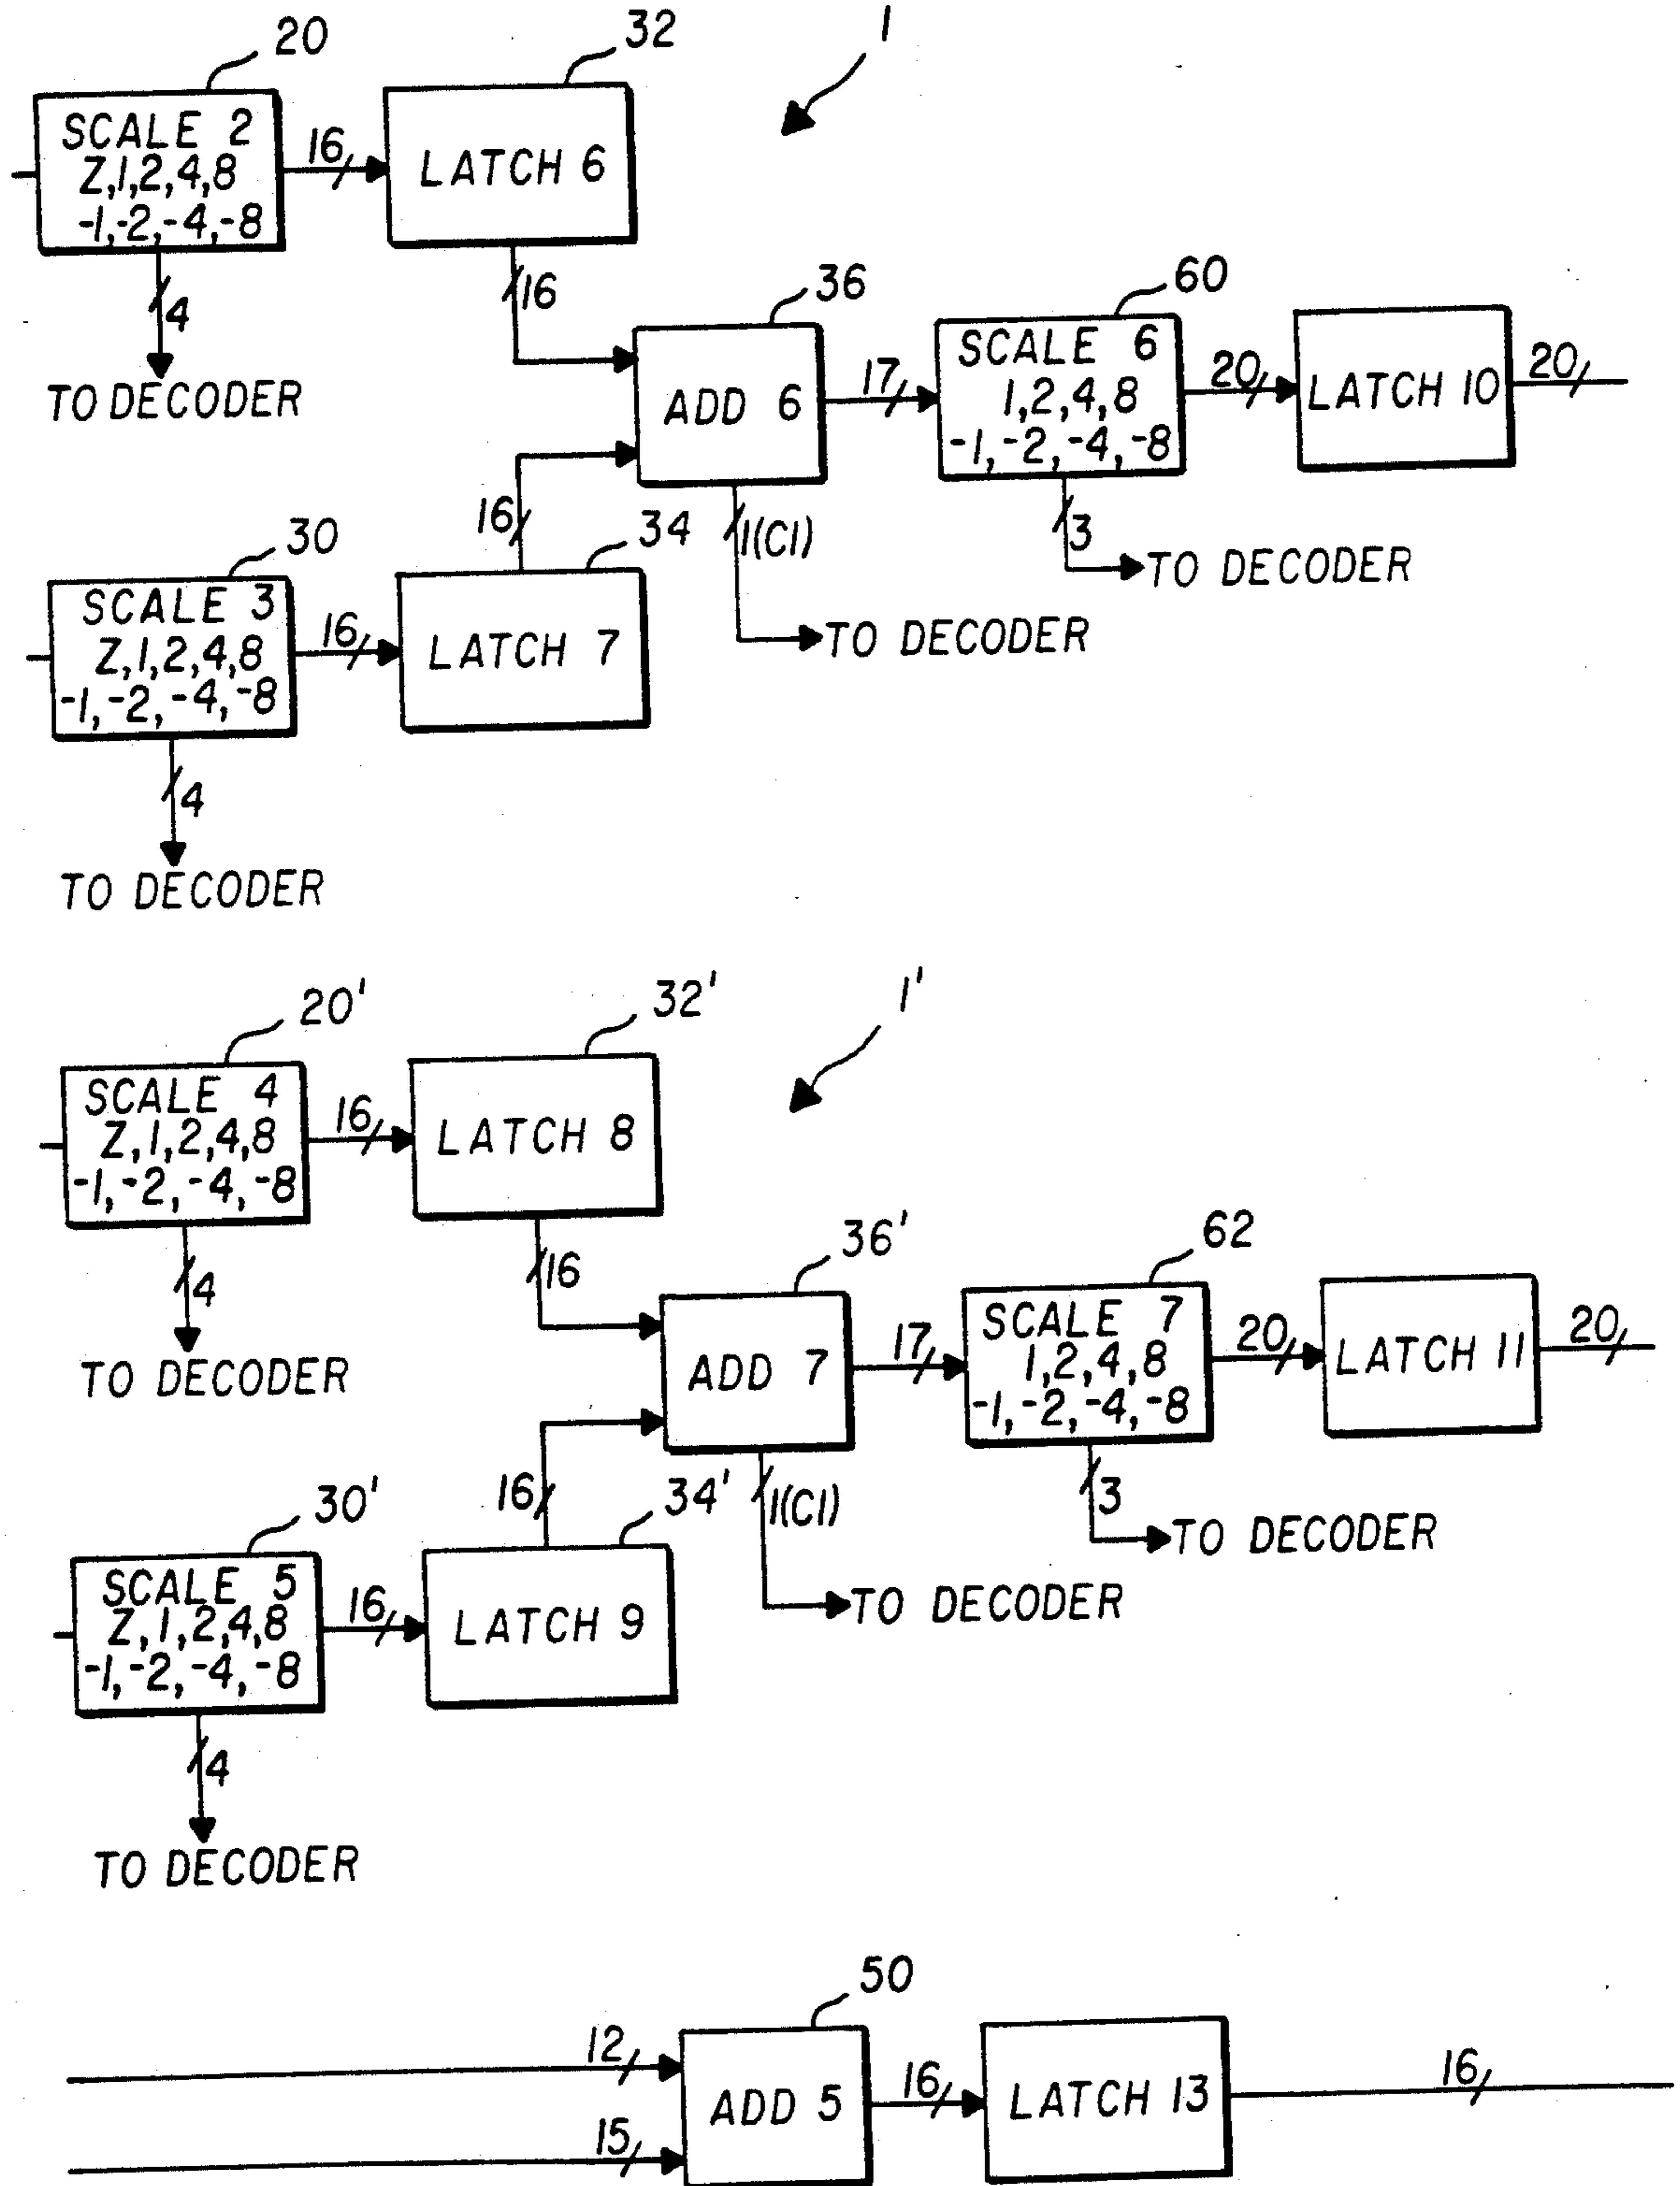 20
32
1
SCALE 2
Z,1,2,4,8
-1,-2,-4,-8
16
LATCH 6
4
TO DECODER
16
36
60
ADD 6
17
SCALE 6
1,2,4,8
-1,-2,-4,-8
20
LATCH 10
20
3
TO DECODER
1(C1)
TO DECODER
30
34
16
SCALE 3
Z,1,2,4,8
-1,-2,-4,-8
16
LATCH 7
4
TO DECODER
20'
32'
1'
SCALE 4
Z,1,2,4,8
-1,-2,-4,-8
16
LATCH 8
4
TO DECODER
16
36'
62
ADD 7
17
SCALE 7
1,2,4,8
-1,-2,-4,-8
20
LATCH 11
20
3
TO DECODER
1(C1)
TO DECODER
30'
34'
16
SCALE 5
Z,1,2,4,8
-1,-2,-4,-8
16
LATCH 9
4
TO DECODER
50
12
15
ADD 5
16
LATCH 13
16